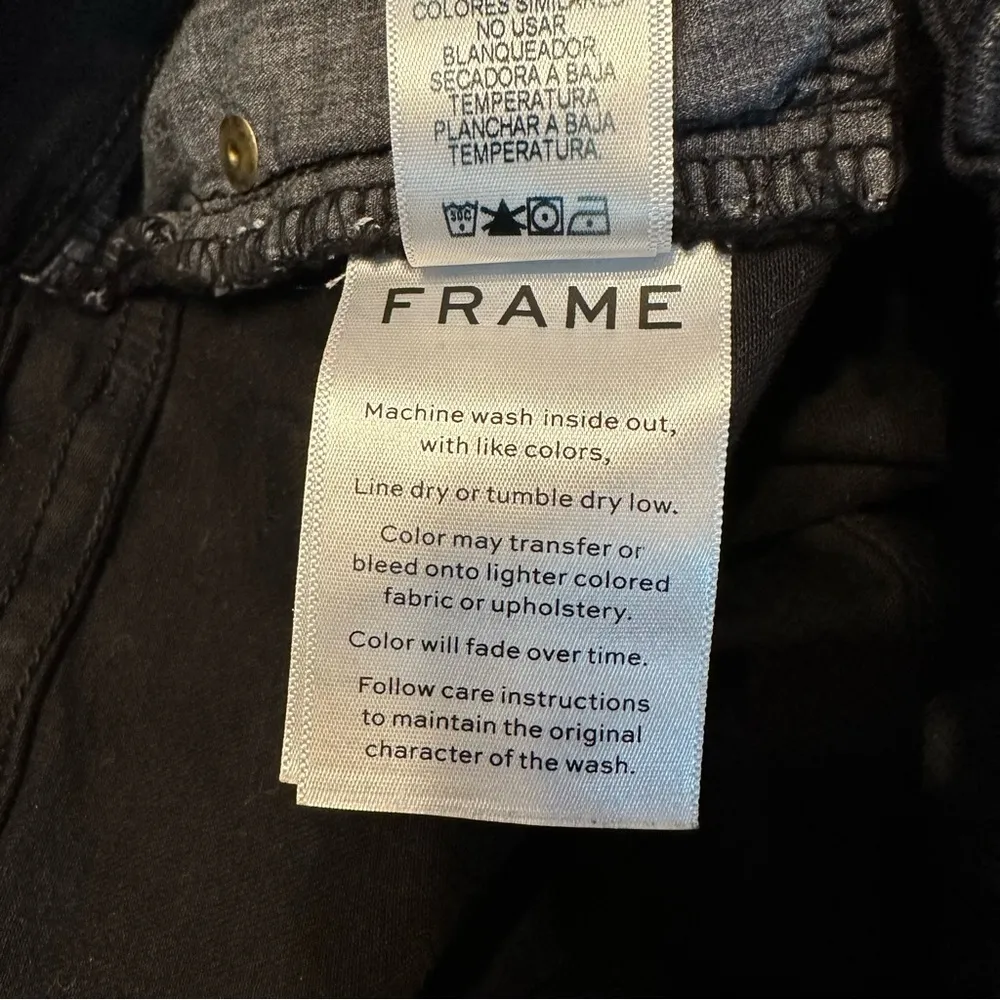 COLORES SIMILARES
NO USAR
BLANQUEADOR
SECADORA A BAJA
TEMPERATURA
PLANCHAR A BAJA
TEMPERATURA
FRAME
Machine wash inside out,
with like colors,
Line dry or tumble dry low.
Color may transfer or
bleed onto lighter colored
fabric or upholstery.
Color will fade over time.
Follow care instructions
to maintain the original
character of the wash.